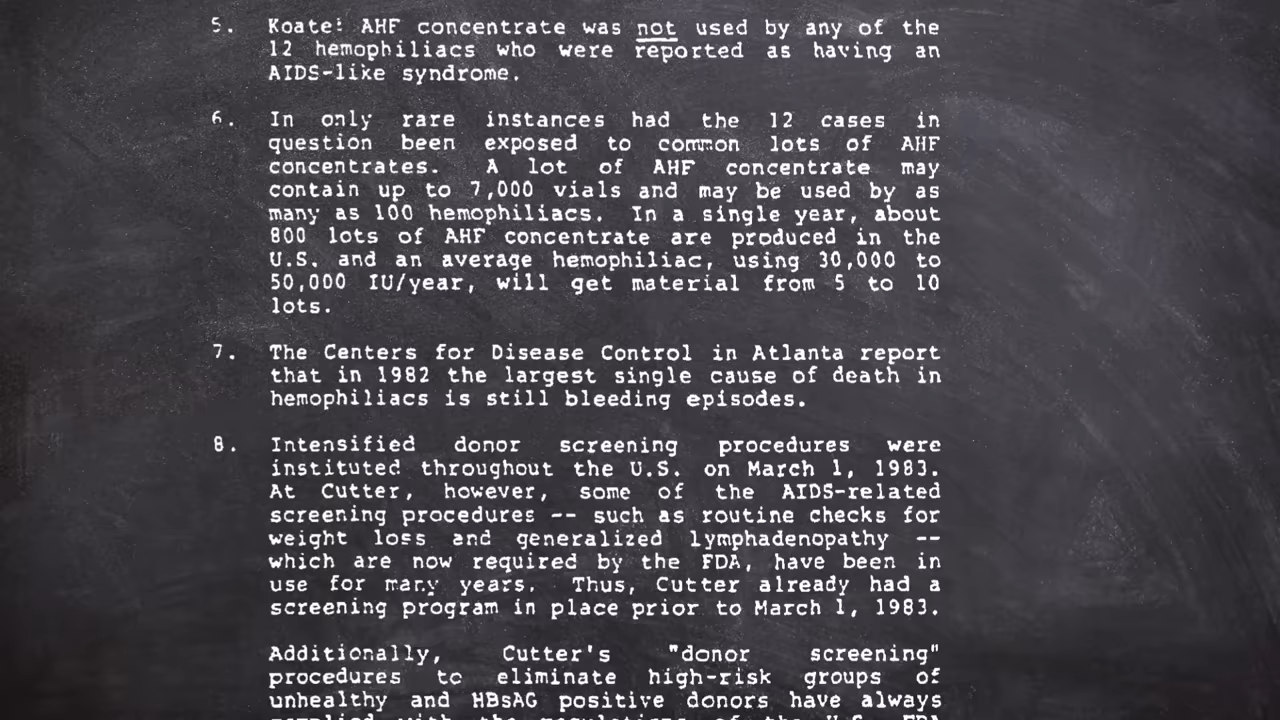 5. Koate: AHF concentrate was not used by any of the
12 hemophiliacs who were reported as having an
AIDS-like syndrome.
6. In only rare instances had the 12 cases in
question been exposed to common lots of AHF
concentrates. A lot of AHF concentrate may
contain up to 7,000 vials and may be used by as
many as 100 hemophiliacs. In a single year, about
800 lots of AHF concentrate are produced in the
U.S. and an average hemophiliac, using 30,000 to
50,000 IU/year, will get material from 5 to 10
lots.
7. The Centers for Disease Control in Atlanta report
that in 1982 the largest single cause of death in
hemophiliacs is still bleeding episodes.
8. Intensified donor screening procedures were
instituted throughout the U.S. on March 1, 1983.
At Cutter, however, some of the AIDS-related
screening procedures -- such as routine checks for
weight loss and generalized lymphadenopathy --
which are now required by the FDA, have been in
use for many years. Thus, Cutter already had a
screening program in place prior to March 1, 1983.
Additionally, Cutter's "donor screening"
procedures to eliminate high-risk groups of
unhealthy and HBsAG positive donors have always
complied with the regulations of the U.S. FDA